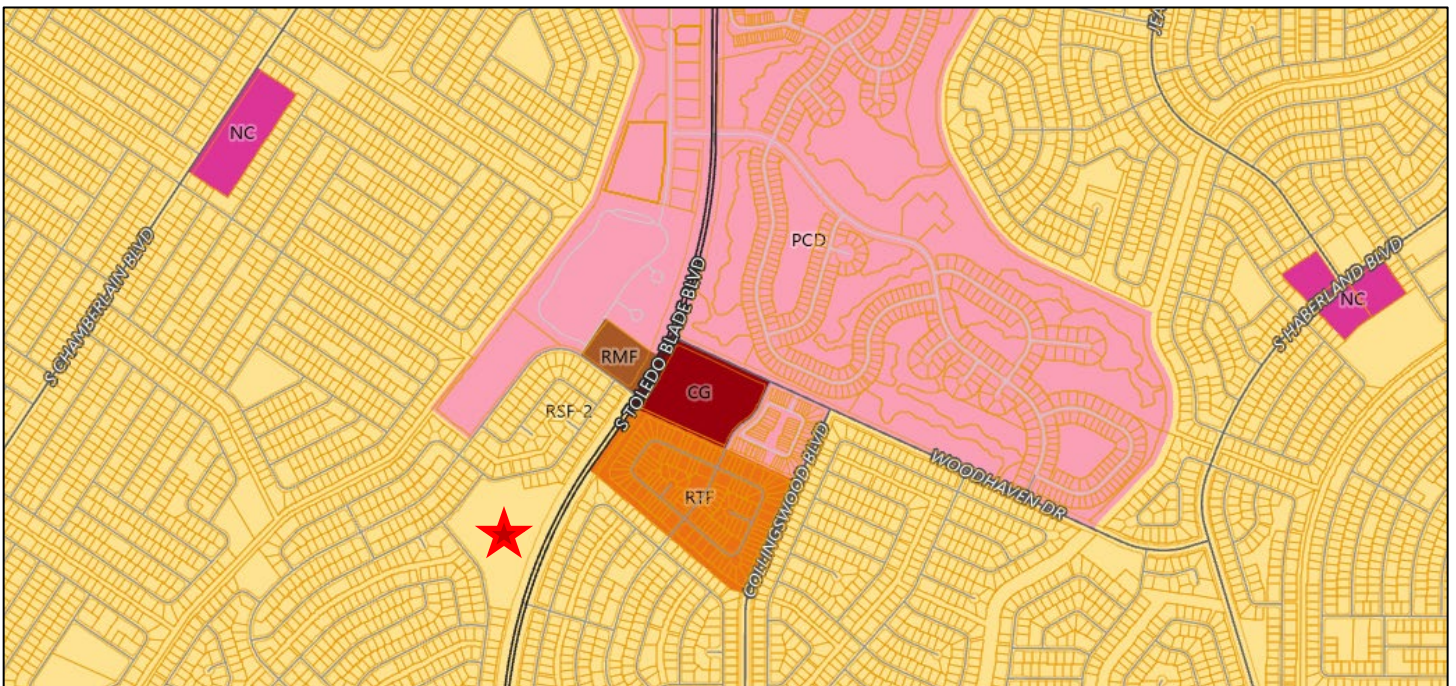 JEA
NC
S CHAMBERLAIN BLVD
PCD
S HABERLAND BLVD
NC
S TOLEDO BLADE BLVD
RMF
CG
RSF-2
COLLINGSWOOD BLVD
WOODHAVEN DR
RTF